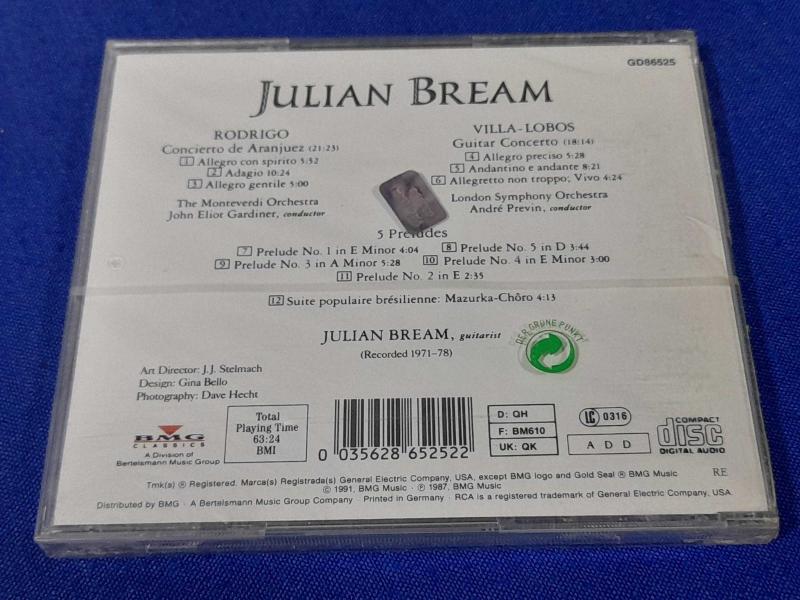 GD86525
JULIAN BREAM
RODRIGO
Concierto de Aranjuez (21:23)
1 Allegro con spirito 5:52
2 Adagio 10:24
3 Allegro gentile 5:00
The Monteverdi Orchestra
John Eliot Gardiner, conductor
VILLA-LOBOS
Guitar Concerto (18:14)
4 Allegro preciso 5:28
5 Andantino e andante 8:21
6 Allegretto non troppo; Vivo 4:24
London Symphony Orchestra
André Previn, conductor
5 Preludes
7 Prelude No. 1 in E Minor 4:04 8 Prelude No. 5 in D 3:44
9 Prelude No. 3 in A Minor 5:28 10 Prelude No. 4 in E Minor 3:00
11 Prelude No. 2 in E 2:35
12 Suite populaire brésilienne: Mazurka-Chôro 4:13
JULIAN BREAM, guitarist
(Recorded 1971-78)
DER GRÜNE PUNKT
Art Director: J.J. Stelmach
Design: Gina Bello
Photography: Dave Hecht
BMG
CLASSICS
A Division of
Bertelsmann Music Group
Total
Playing Time
63:24
BMI
0 035628 652522
D: QH
F: BM610
UK: QK
LC 0316
A D D
COMPACT
disc
DIGITAL AUDIO
Tmk(s) ® Registered. Marca(s) Registrada(s) General Electric Company, USA, except BMG logo and Gold Seal ® BMG Music
© 1991, BMG Music · ℗ 1987, BMG Music
RE
Distributed by BMG · A Bertelsmann Music Group Company · Printed in Germany · RCA is a registered trademark of General Electric Company, USA